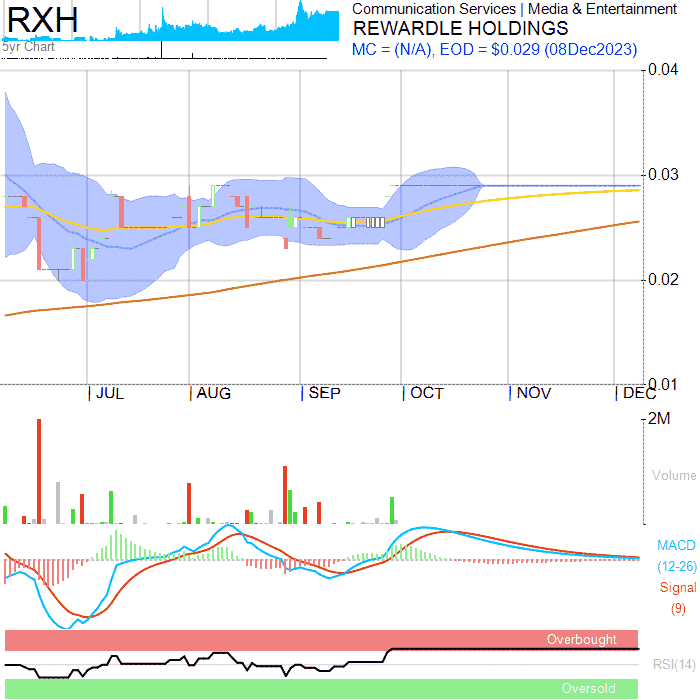 RXH
Communication Services | Media & Entertainment
REWARDLE HOLDINGS
5yr Chart
MC = (N/A), EOD = $0.029 (08Dec2023)
0.04
0.03
0.02
0.01
JUL AUG SEP OCT NOV DEC
2M
Volume
MACD
(12-26)
Signal
(9)
Overbought
RSI(14)
Oversold